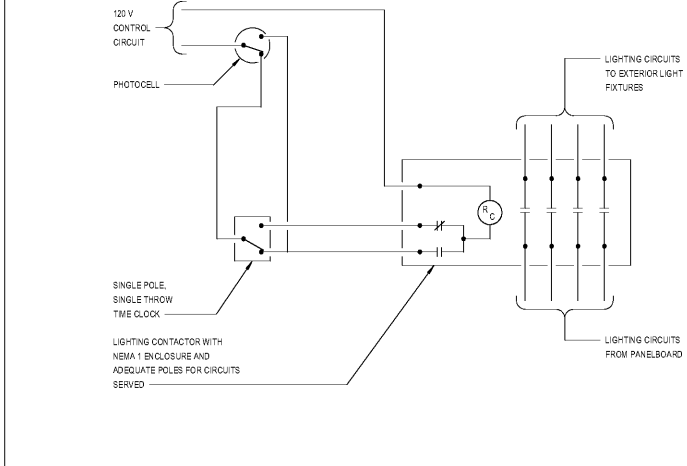 120 V
CONTROL
CIRCUIT
PHOTOCELL
LIGHTING CIRCUITS
TO EXTERIOR LIGHT
FIXTURES
R
C
SINGLE POLE,
SINGLE THROW
TIME CLOCK
LIGHTING CONTACTOR WITH
NEMA 1 ENCLOSURE AND
ADEQUATE POLES FOR CIRCUITS
SERVED
LIGHTING CIRCUITS
FROM PANELBOARD